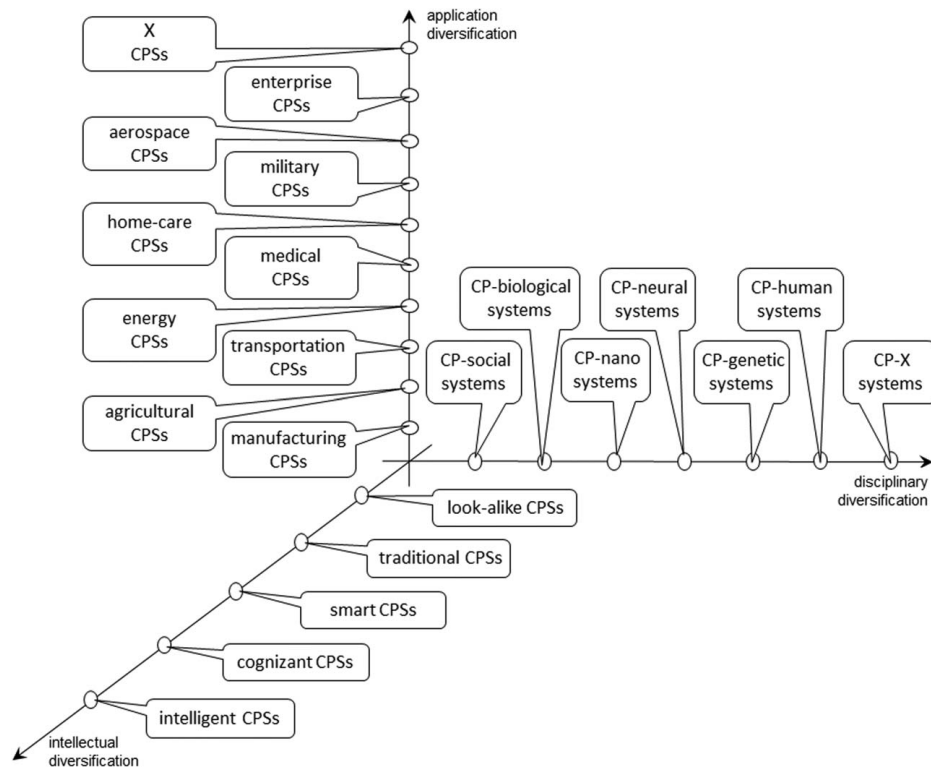 application
diversification
X
CPSs
enterprise
CPSs
aerospace
CPSs
military
CPSs
home-care
CPSs
medical
CPSs
energy
CPSs
transportation
CPSs
agricultural
CPSs
manufacturing
CPSs
CP-biological
systems
CP-neural
systems
CP-human
systems
CP-social
systems
CP-nano
systems
CP-genetic
systems
CP-X
systems
disciplinary
diversification
look-alike CPSs
traditional CPSs
smart CPSs
cognizant CPSs
intelligent CPSs
intellectual
diversification